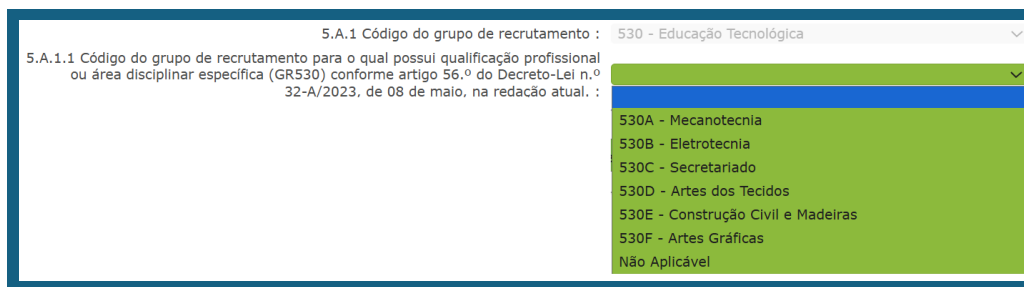 5.A.1 Código do grupo de recrutamento : 530 - Educação Tecnológica
5.A.1.1 Código do grupo de recrutamento para o qual possui qualificação profissional
ou área disciplinar específica (GR530) conforme artigo 56.º do Decreto-Lei n.º
32-A/2023, de 08 de maio, na redação atual. :
530A - Mecanotecnia
530B - Eletrotecnia
530C - Secretariado
530D - Artes dos Tecidos
530E - Construção Civil e Madeiras
530F - Artes Gráficas
Não Aplicável